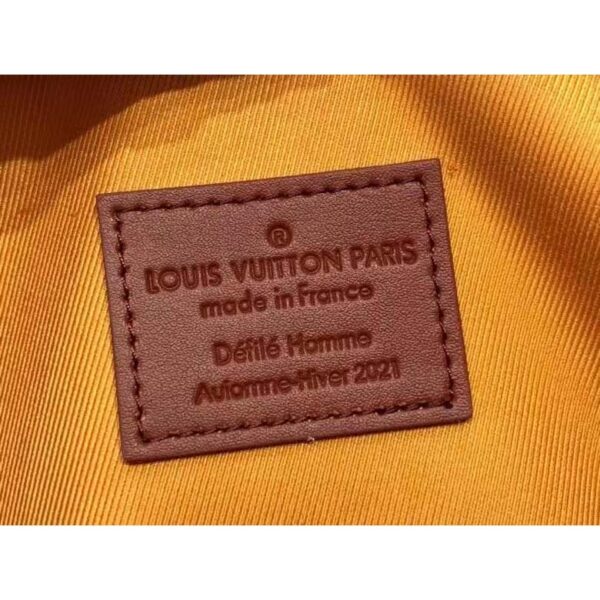 ®
LOUIS VUITTON PARIS
made in France
Défilé Homme
Automne-Hiver 2021